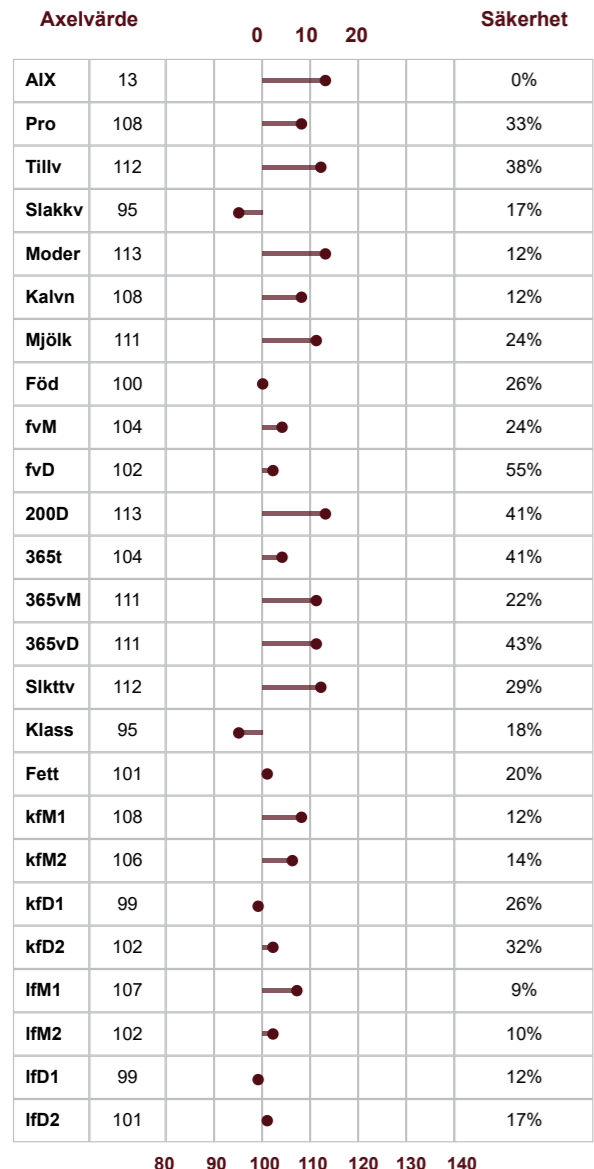 Axelvärde Säkerhet
0 10 20
AIX 13 0%
Pro 108 33%
Tillv 112 38%
Slakkv 95 17%
Moder 113 12%
Kalvn 108 12%
Mjölk 111 24%
Föd 100 26%
fvM 104 24%
fvD 102 55%
200D 113 41%
365t 104 41%
365vM 111 22%
365vD 111 43%
Slkttv 112 29%
Klass 95 18%
Fett 101 20%
kfM1 108 12%
kfM2 106 14%
kfD1 99 26%
kfD2 102 32%
lfM1 107 9%
lfM2 102 10%
lfD1 99 12%
lfD2 101 17%
80 90 100 110 120 130 140